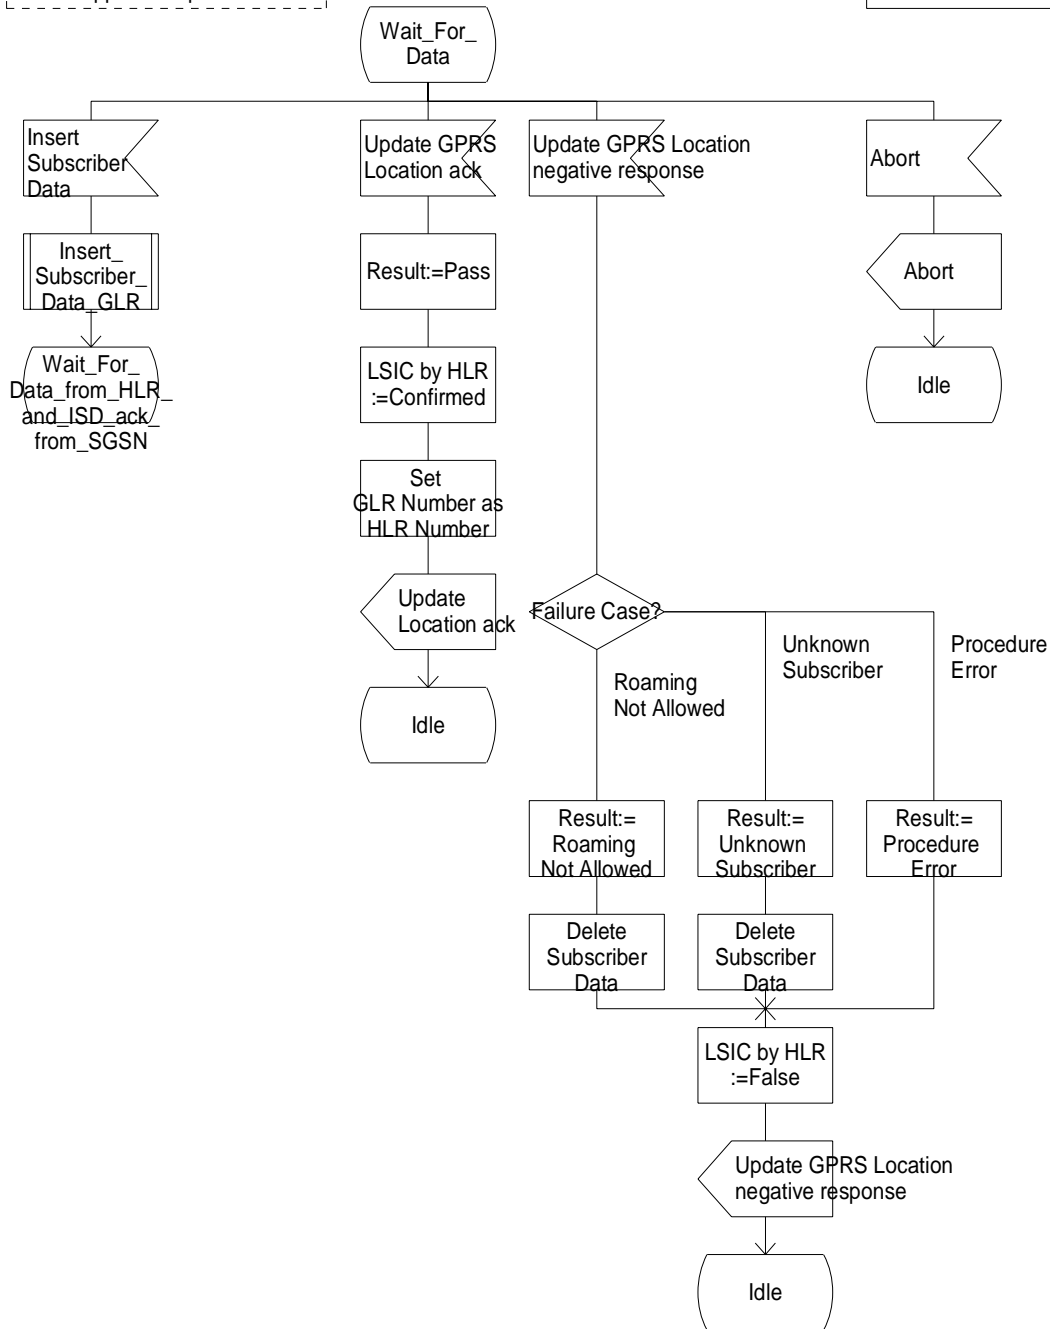 Wait_For_
Data
Insert
Subscriber
Data
Update GPRS
Location ack
Update GPRS Location
negative response
Abort
Insert_
Subscriber_
Data_GLR
Result:=Pass
Abort
Wait_For_
Data_from_HLR_
and_ISD_ack_
from_SGSN
LSIC by HLR
:=Confirmed
Idle
Set
GLR Number as
HLR Number
Update
Location ack
Failure Case?
Unknown
Subscriber
Procedure
Error
Roaming
Not Allowed
Idle
Result:=
Roaming
Not Allowed
Result:=
Unknown
Subscriber
Result:=
Procedure
Error
Delete
Subscriber
Data
Delete
Subscriber
Data
LSIC by HLR
:=False
Update GPRS Location
negative response
Idle